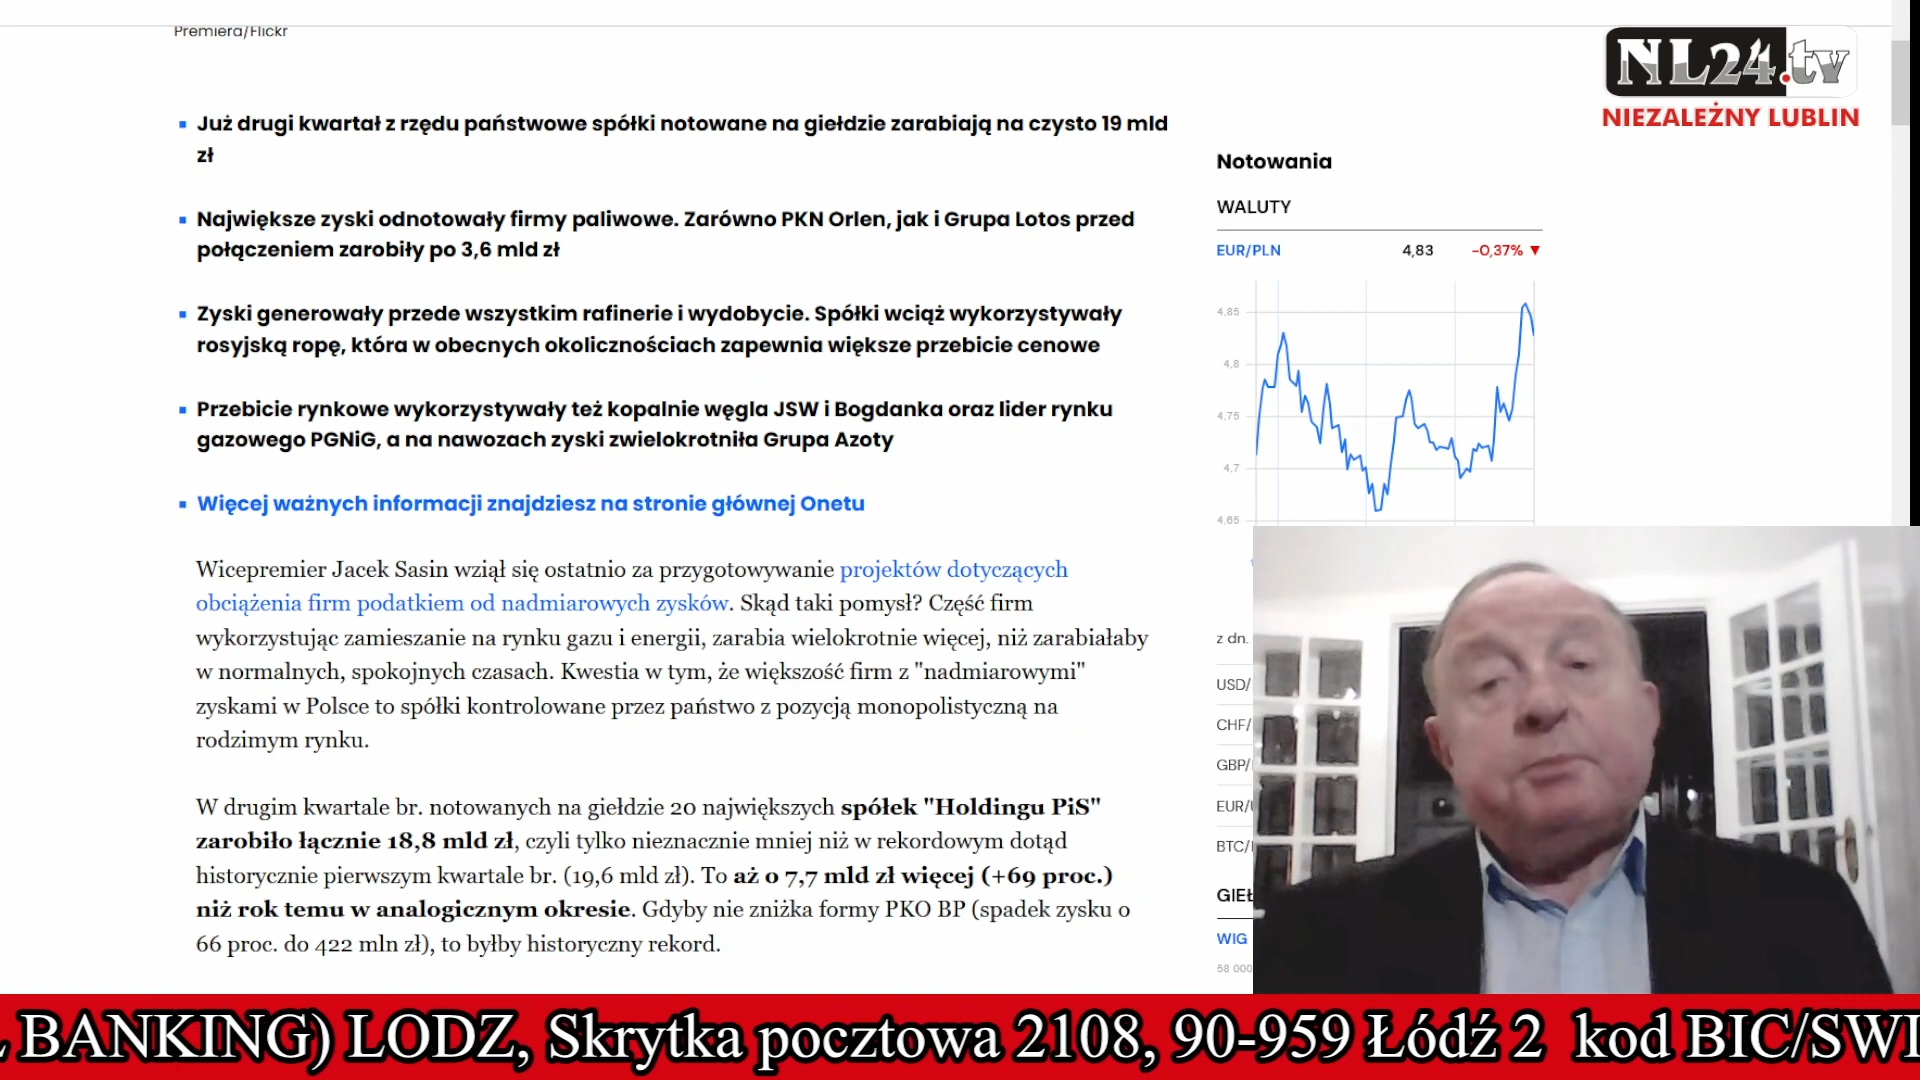 Premiera/Flickr
NL24.tv
NIEZALEŻNY LUBLIN
Już drugi kwartał z rzędu państwowe spółki notowane na giełdzie zarabiają na czysto 19 mld
zł
Największe zyski odnotowały firmy paliwowe. Zarówno PKN Orlen, jak i Grupa Lotos przed
połączeniem zarobiły po 3,6 mld zł
Zyski generowały przede wszystkim rafinerie i wydobycie. Spółki wciąż wykorzystywały
rosyjską ropę, która w obecnych okolicznościach zapewnia większe przebicie cenowe
Przebicie rynkowe wykorzystywały też kopalnie węgla JSW i Bogdanka oraz lider rynku
gazowego PGNiG, a na nawozach zyski zwielokrotniła Grupa Azoty
Więcej ważnych informacji znajdziesz na stronie głównej Onetu
Wicepremier Jacek Sasin wziął się ostatnio za przygotowywanie projektów dotyczących
obciążenia firm podatkiem od nadmiarowych zysków. Skąd taki pomysł? Część firm
wykorzystując zamieszanie na rynku gazu i energii, zarabia wielokrotnie więcej, niż zarabiałaby
w normalnych, spokojnych czasach. Kwestia w tym, że większość firm z "nadmiarowymi"
zyskami w Polsce to spółki kontrolowane przez państwo z pozycją monopolistyczną na
rodzimym rynku.
W drugim kwartale br. notowanych na giełdzie 20 największych spółek "Holdingu PiS"
zarobiło łącznie 18,8 mld zł, czyli tylko nieznacznie mniej niż w rekordowym dotąd
historycznie pierwszym kwartale br. (19,6 mld zł). To aż o 7,7 mld zł więcej (+69 proc.)
niż rok temu w analogicznym okresie. Gdyby nie zniżka formy PKO BP (spadek zysku o
66 proc. do 422 mln zł), to byłby historyczny rekord.
Notowania
WALUTY
EUR/PLN 4,83 -0,37% ▼
4,85
4,8
4,75
4,7
4,65
z dn.
USD/
CHF/
GBP/
EUR/
BTC/
GIEŁ
WIG
58 000
BANKING) LODZ, Skrytka pocztowa 2108, 90-959 Łódź 2 kod BIC/SWI